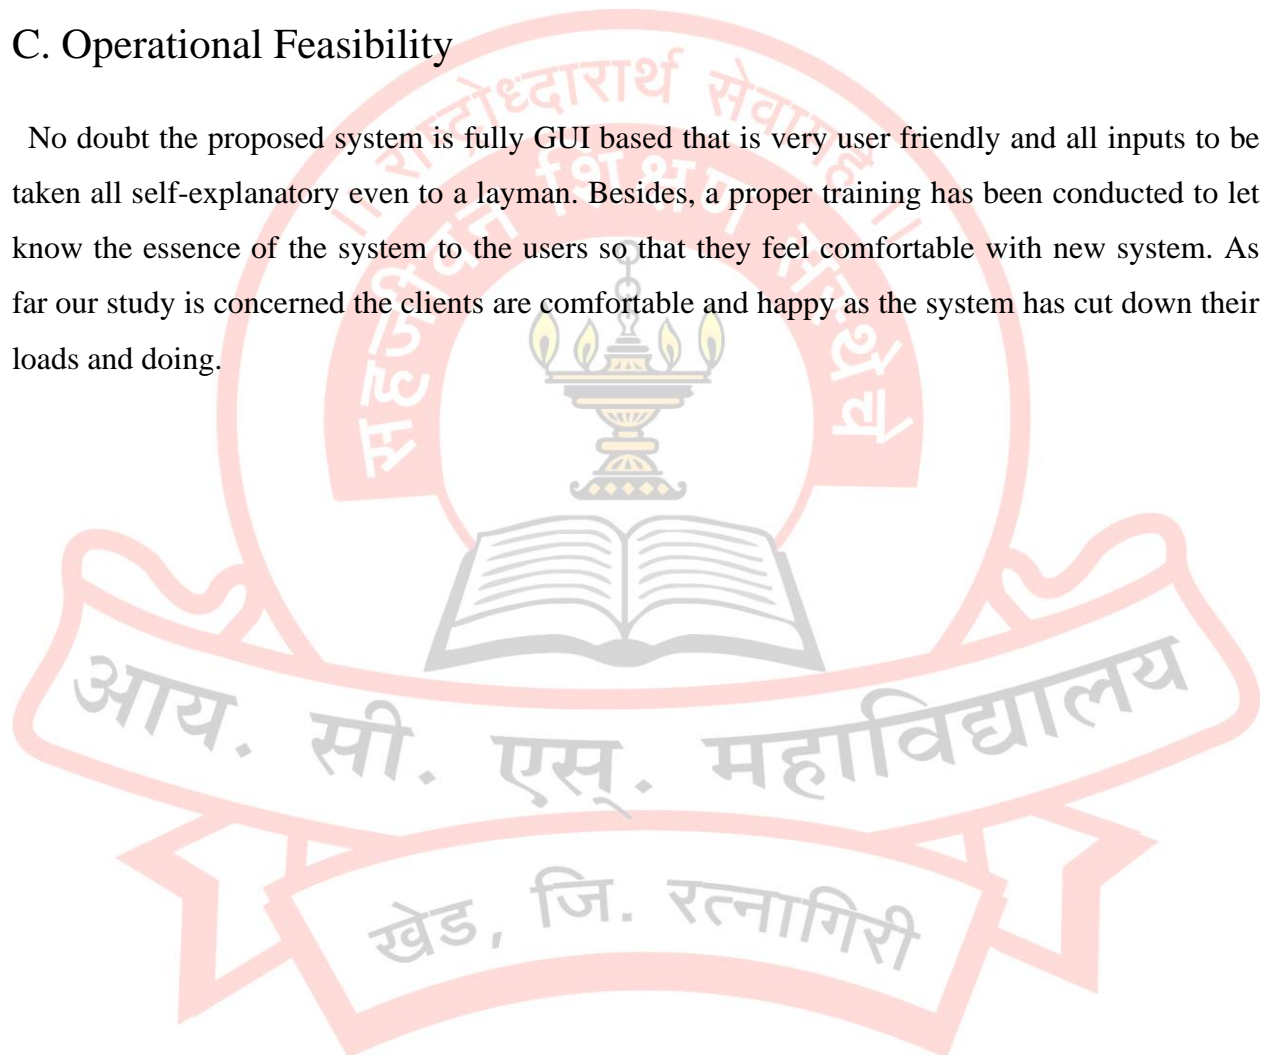 C. Operational Feasibility
No doubt the proposed system is fully GUI based that is very user friendly and all inputs to be
taken all self-explanatory even to a layman. Besides, a proper training has been conducted to let
know the essence of the system to the users so that they feel comfortable with new system. As
far our study is concerned the clients are comfortable and happy as the system has cut down their
loads and doing.
।। राष्ट्रोध्दारार्थ सेवाग्रहे ।।
सहजीवन शिक्षण संस्थेचे
आय. सी. एस्. महाविद्यालय
खेड, जि. रत्नागिरी